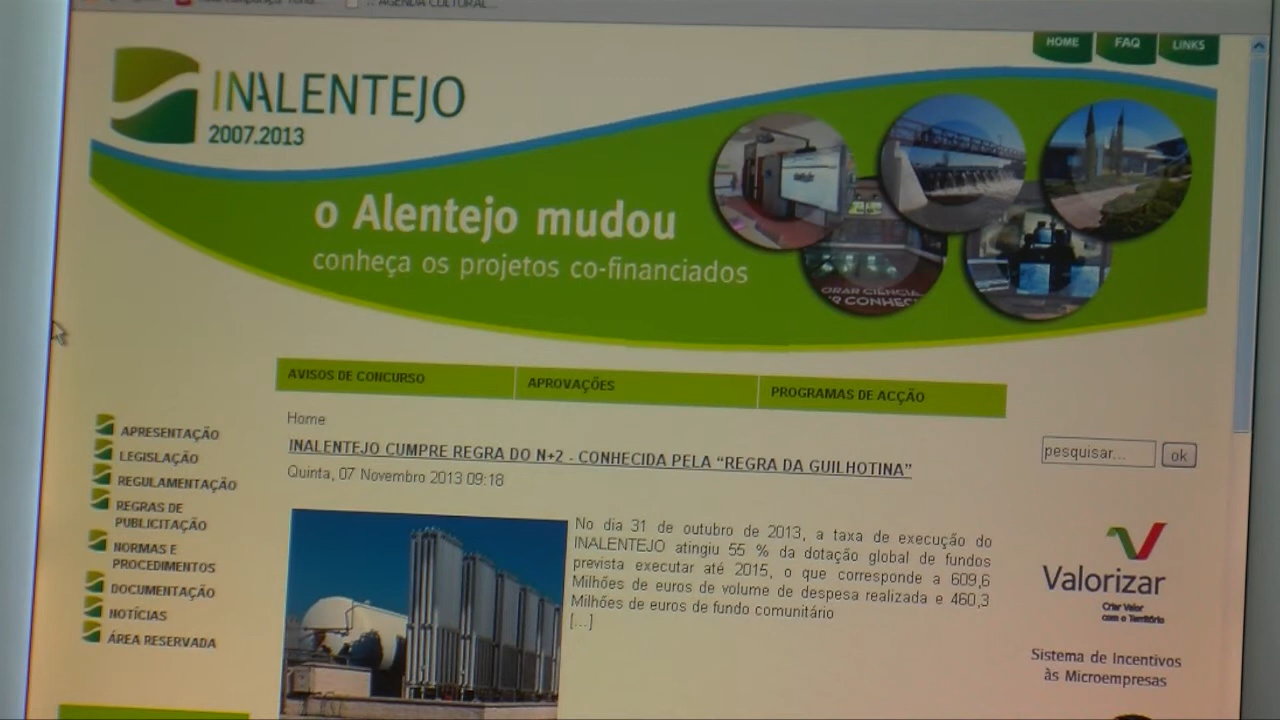 AGENDA CULTURAL...
HOME
FAQ
LINKS
INALENTEJO
2007.2013
o Alentejo mudou
conheça os projetos co-financiados
ORAR CIÊNCIA
R CONHEC
AVISOS DE CONCURSO
APROVAÇÕES
PROGRAMAS DE ACÇÃO
APRESENTAÇÃO
LEGISLAÇÃO
REGULAMENTAÇÃO
REGRAS DE
PUBLICITAÇÃO
NORMAS E
PROCEDIMENTOS
DOCUMENTAÇÃO
NOTÍCIAS
ÁREA RESERVADA
Home
INALENTEJO CUMPRE REGRA DO N+2 - CONHECIDA PELA “REGRA DA GUILHOTINA”
Quinta, 07 Novembro 2013 09:18
No dia 31 de outubro de 2013, a taxa de execução do
INALENTEJO atingiu 55 % da dotação global de fundos
prevista executar até 2015, o que corresponde a 609,6
Milhões de euros de volume de despesa realizada e 460,3
Milhões de euros de fundo comunitário
[...]
pesquisar...
ok
Valorizar
Criar Valor
com o Território
Sistema de Incentivos
às Microempresas